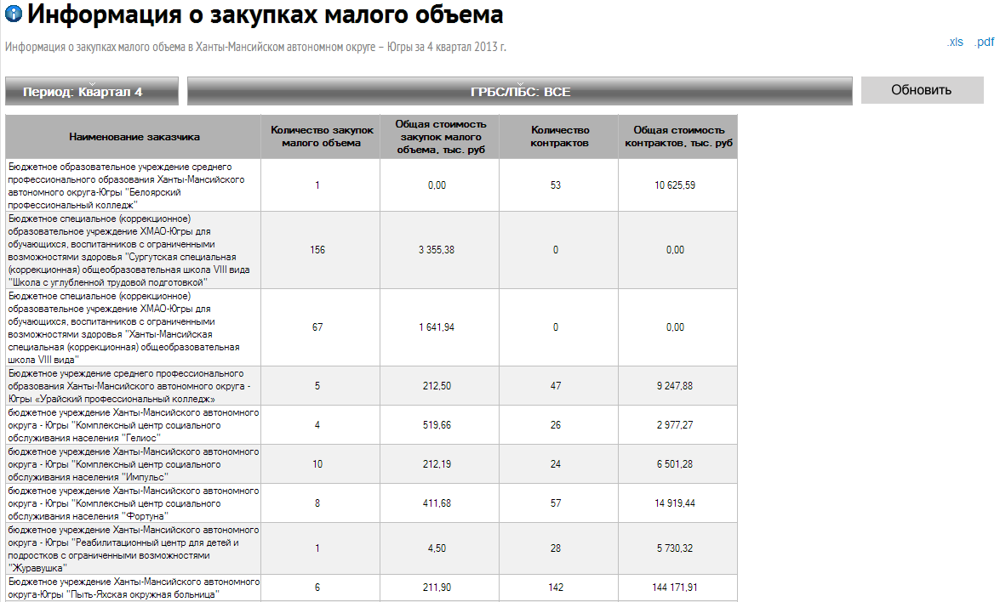 Информация о закупках малого объема
Информация о закупках малого объема в Ханты-Мансийском автономном округе – Югры за 4 квартал 2013 г.
.xls .pdf
Период: Квартал 4
ГРБС/ПБС: ВСЕ
Обновить
Наименование заказчика
Количество закупок
малого объема
Общая стоимость
закупок малого
объема, тыс. руб
Количество
контрактов
Общая стоимость
контрактов, тыс. руб
Бюджетное образовательное учреждение среднего
профессионального образования Ханты-Мансийского
автономного округа-Югры "Белоярский
профессиональный колледж"
1
0,00
53
10 625,59
Бюджетное специальное (коррекционное)
образовательное учреждение ХМАО-Югры для
обучающихся, воспитанников с ограниченными
возможностями здоровья "Сургутская специальная
(коррекционная) общеобразовательная школа VIII вида
"Школа с углубленной трудовой подготовкой"
156
3 355,38
0
0,00
Бюджетное специальное (коррекционное)
образовательное учреждение ХМАО-Югры для
обучающихся, воспитанников с ограниченными
возможностями здоровья "Ханты-Мансийская
специальная (коррекционная) общеобразовательная
школа VIII вида"
67
1 641,94
0
0,00
Бюджетное учреждение среднего профессионального
образования Ханты-Мансийского автономного округа -
Югры «Урайский профессиональный колледж»
5
212,50
47
9 247,88
бюджетное учреждение Ханты-Мансийского автономного
округа - Югры "Комплексный центр социального
обслуживания населения "Гелиос"
4
519,66
26
2 977,27
бюджетное учреждение Ханты-Мансийского автономного
округа - Югры "Комплексный центр социального
обслуживания населения "Импульс"
10
212,19
24
6 501,28
бюджетное учреждение Ханты-Мансийского автономного
округа - Югры "Комплексный центр социального
обслуживания населения "Фортуна"
8
411,68
57
14 919,44
бюджетное учреждение Ханты-Мансийского автономного
округа - Югры "Реабилитационный центр для детей и
подростков с ограниченными возможностями
"Журавушка"
1
4,50
28
5 730,32
Бюджетное учреждение Ханты-Мансийского автономного
округа-Югры "Пыть-Яхская окружная больница"
6
211,90
142
144 171,91